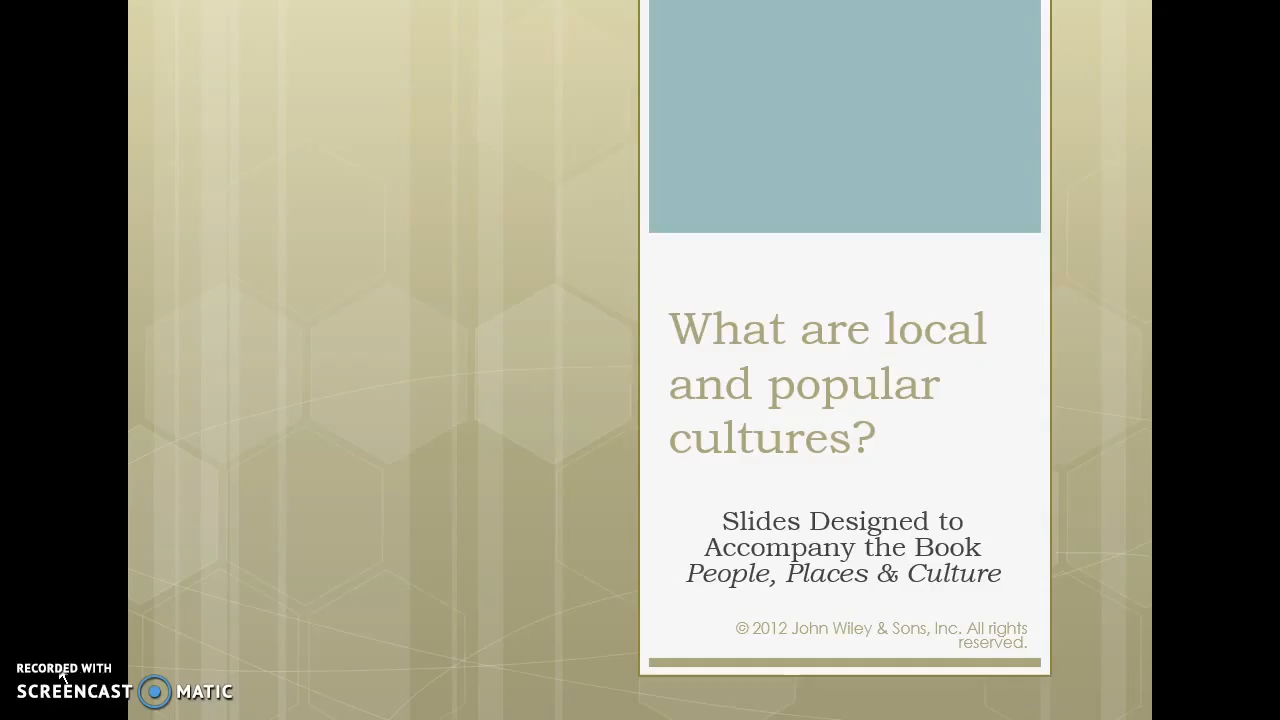 What are local
and popular
cultures?
Slides Designed to
Accompany the Book
People, Places & Culture
© 2012 John Wiley & Sons, Inc. All rights
reserved.
RECORDED WITH
SCREENCAST MATIC